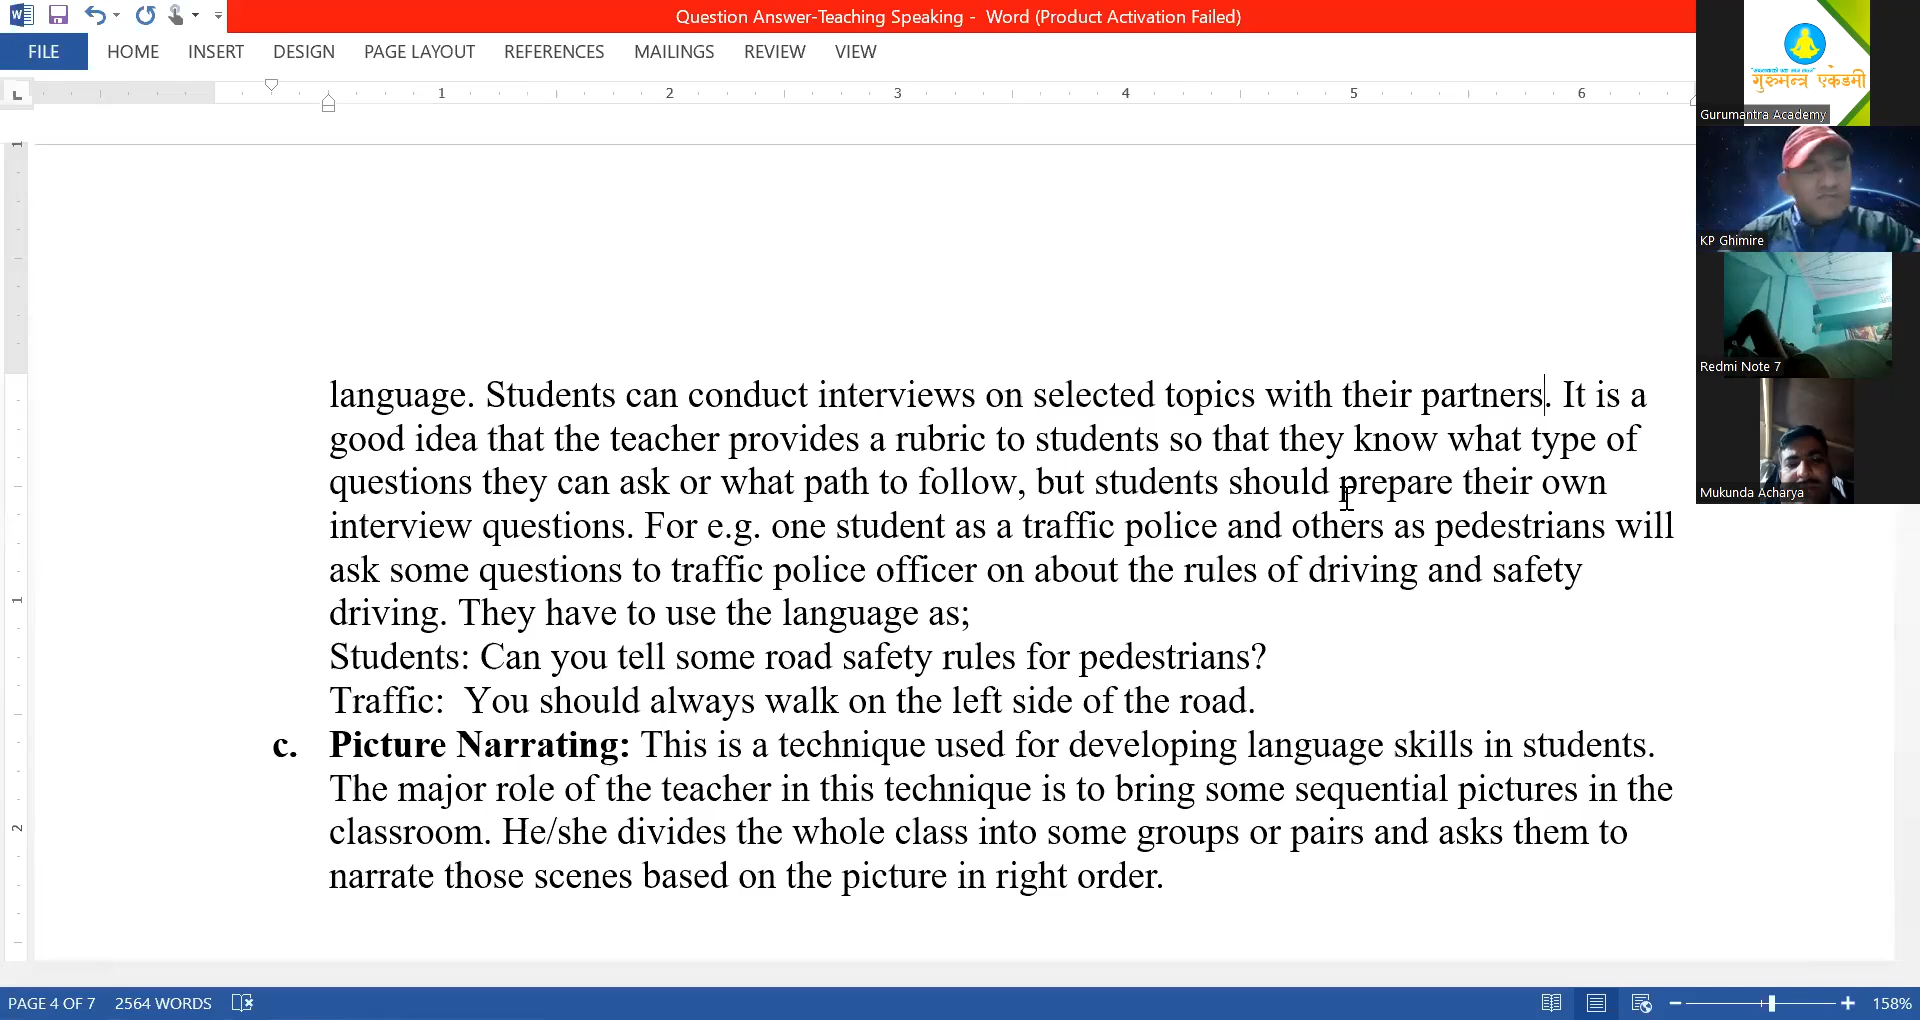 Question Answer-Teaching Speaking - Word (Product Activation Failed)
FILE HOME INSERT DESIGN PAGE LAYOUT REFERENCES MAILINGS REVIEW VIEW
1 2 3 4 5 6
गुरुमन्त्र एकेडमी
Gurumantra Academy
KP Ghimire
Redmi Note 7
Mukunda Acharya
language. Students can conduct interviews on selected topics with their partners. It is a
good idea that the teacher provides a rubric to students so that they know what type of
questions they can ask or what path to follow, but students should prepare their own
interview questions. For e.g. one student as a traffic police and others as pedestrians will
ask some questions to traffic police officer on about the rules of driving and safety
driving. They have to use the language as;
Students: Can you tell some road safety rules for pedestrians?
Traffic: You should always walk on the left side of the road.
c. Picture Narrating: This is a technique used for developing language skills in students.
The major role of the teacher in this technique is to bring some sequential pictures in the
classroom. He/she divides the whole class into some groups or pairs and asks them to
narrate those scenes based on the picture in right order.
1
1
2
PAGE 4 OF 7 2564 WORDS
158%